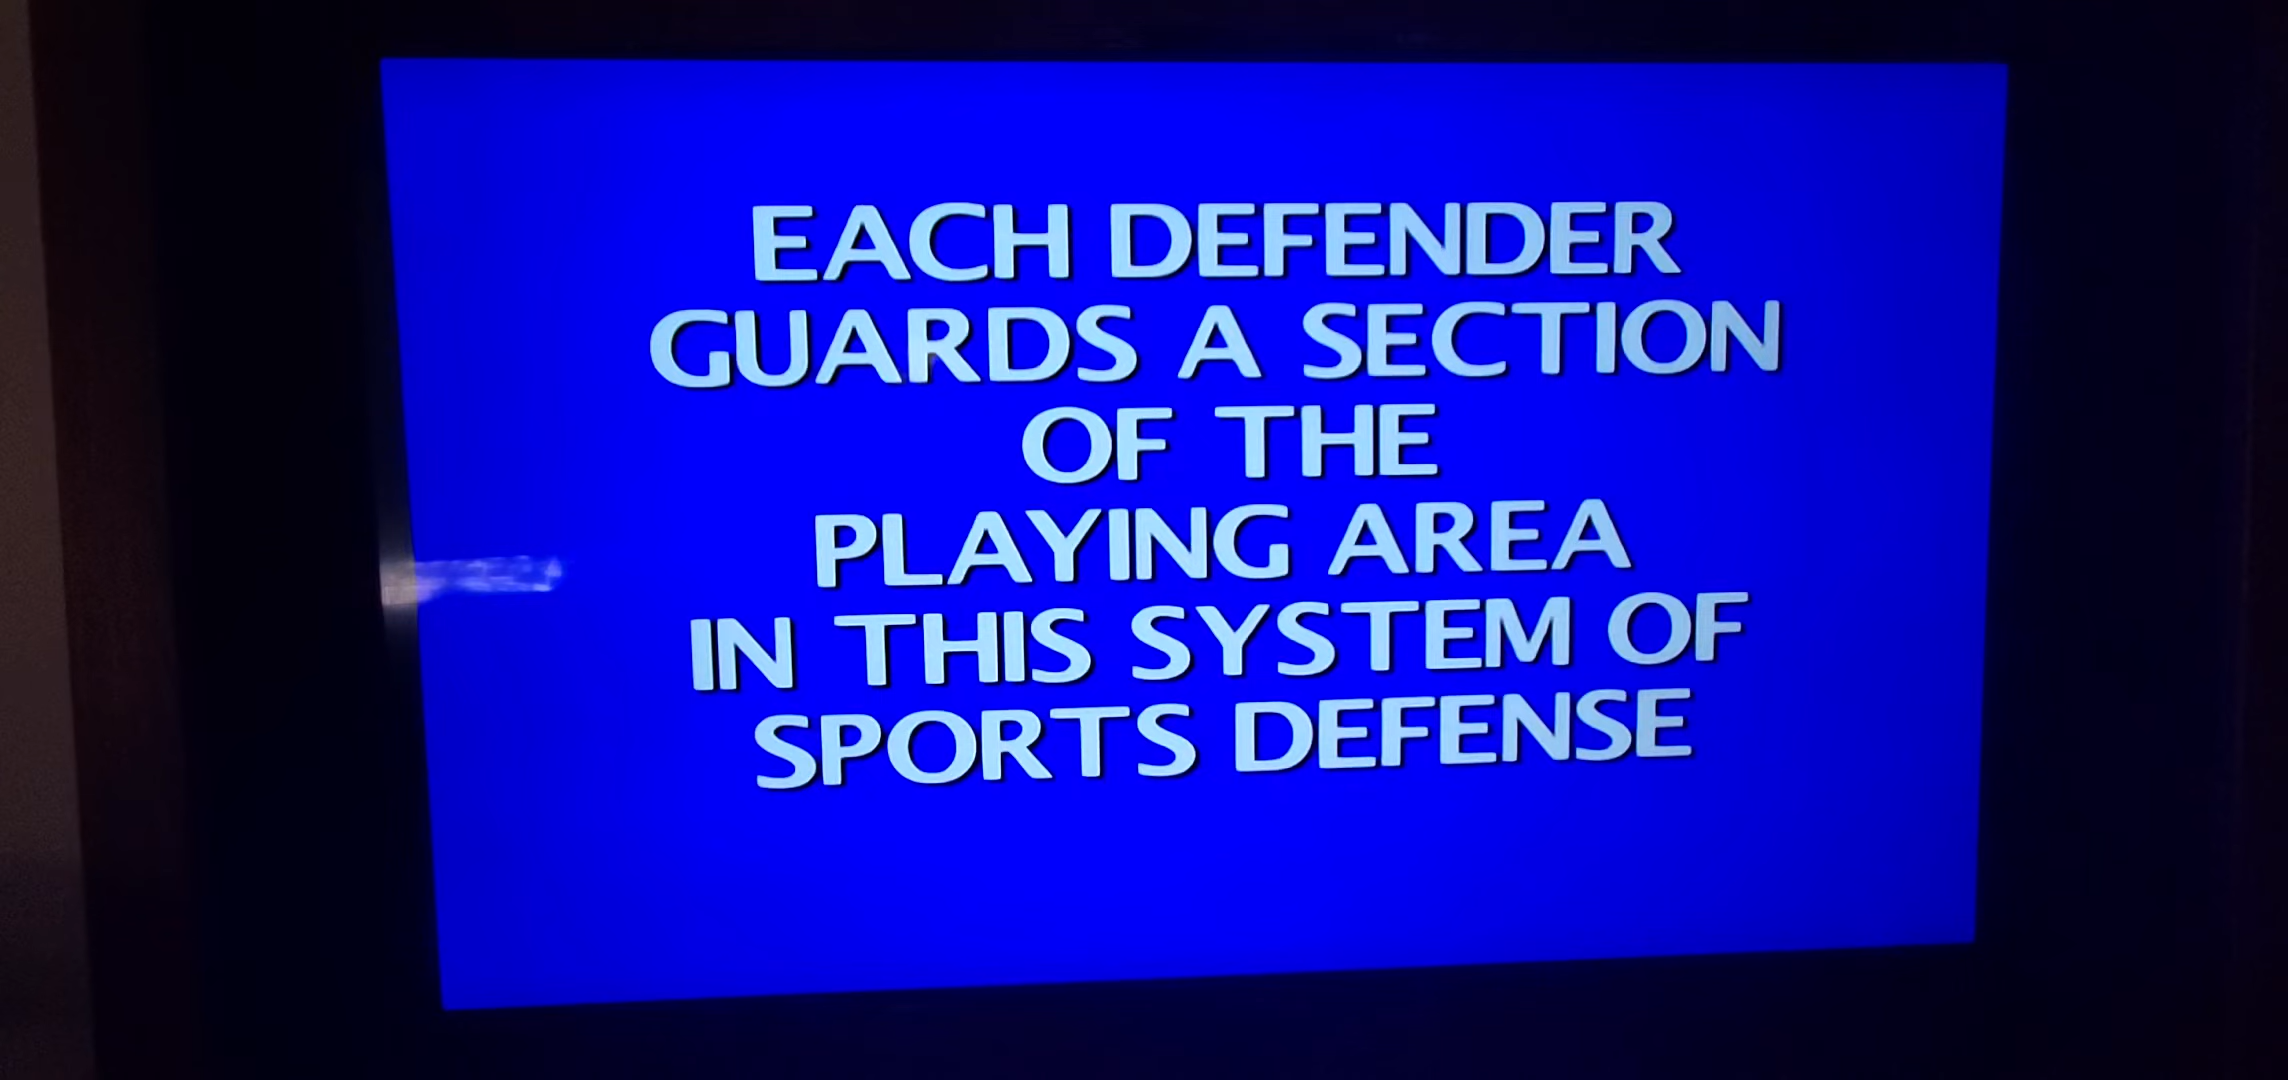 EACH DEFENDER
GUARDS A SECTION
OF THE
PLAYING AREA
IN THIS SYSTEM OF
SPORTS DEFENSE